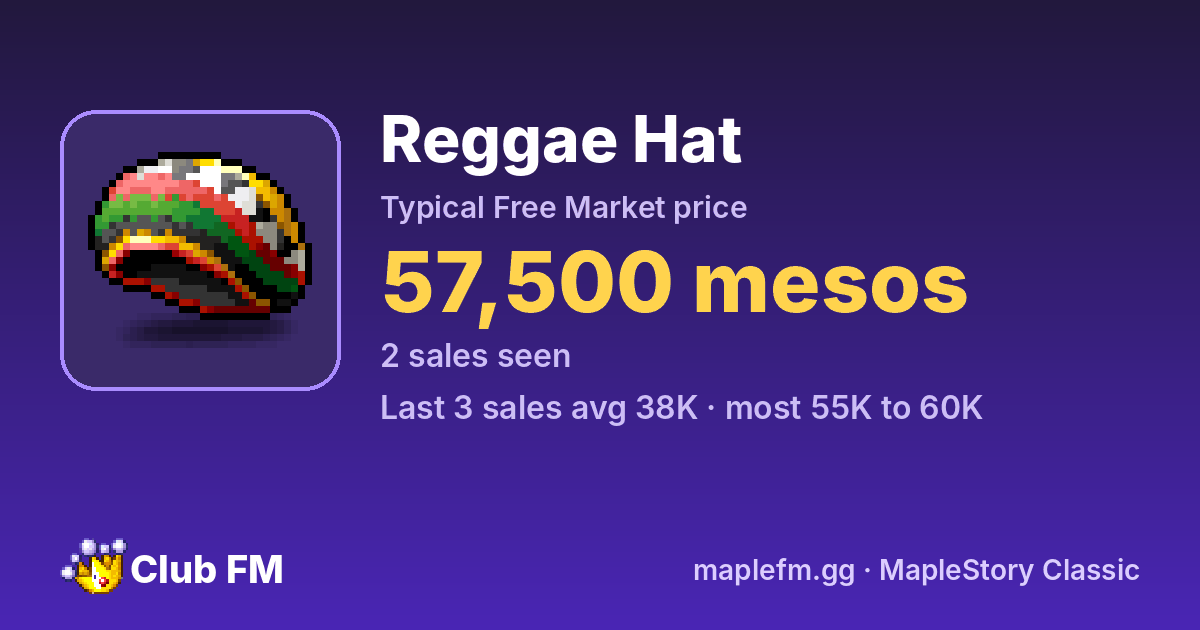 Reggae Hat
Typical Free Market price
57,500 mesos
2 sales seen
Last 3 sales avg 38K · most 55K to 60K
Club FM
maplefm.gg · MapleStory Classic